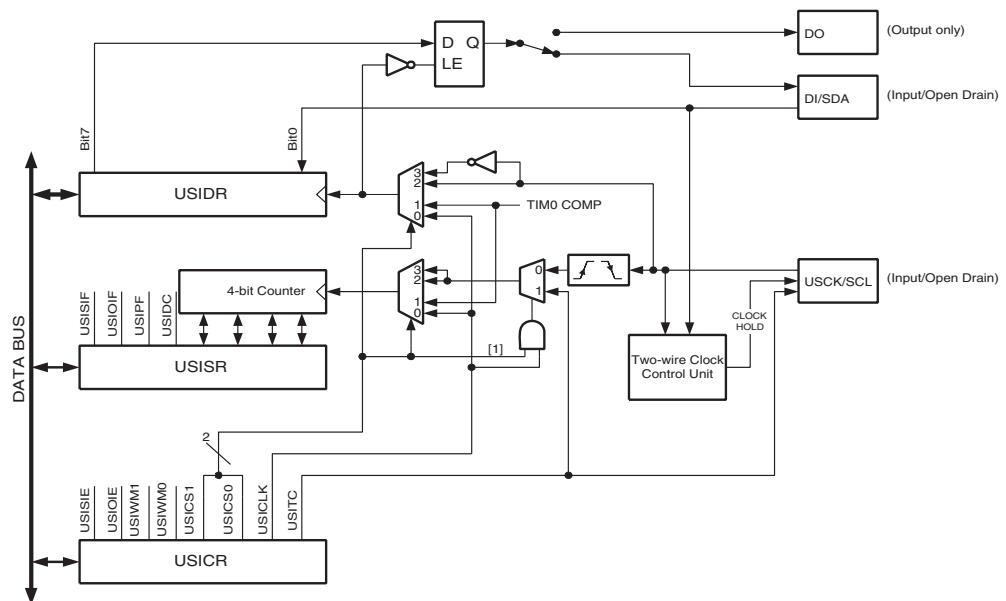 D Q
LE
DO
(Output only)
DI/SDA
(Input/Open Drain)
Bit7
Bit0
USIDR
3
2
1
0
TIM0 COMP
4-bit Counter
3
2
1
0
0
1
USCK/SCL
(Input/Open Drain)
CLOCK
HOLD
[1]
Two-wire Clock
Control Unit
USISIF
USIOIF
USIPF
USIDC
USISR
DATA BUS
2
USISIE
USIOIE
USIWM1
USIWM0
USICS1
USICS0
USICLK
USITC
USICR